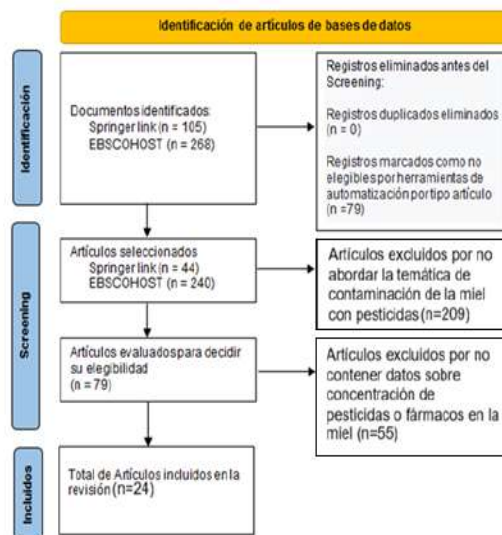 Identificación de artículos de bases de datos
Identificación
Documentos identificados:
Springer link (n = 105)
EBSCOHOST (n = 268)
Registros eliminados antes del
Screening:
Registros duplicados eliminados
(n = 0)
Registros marcados como no
elegibles por herramientas de
automatización por tipo artículo
(n =79)
Screening
Artículos seleccionados
Springer link (n = 44)
EBSCOHOST (n = 240)
Artículos excluidos por no
abordar la temática de
contaminación de la miel
con pesticidas (n=209)
Artículos evaluados para decidir
su elegibilidad
(n = 79)
Artículos excluidos por no
contener datos sobre
concentración de
pesticidas o fármacos en la
miel (n=55)
Incluidos
Total de Artículos incluidos en la
revisión (n=24)